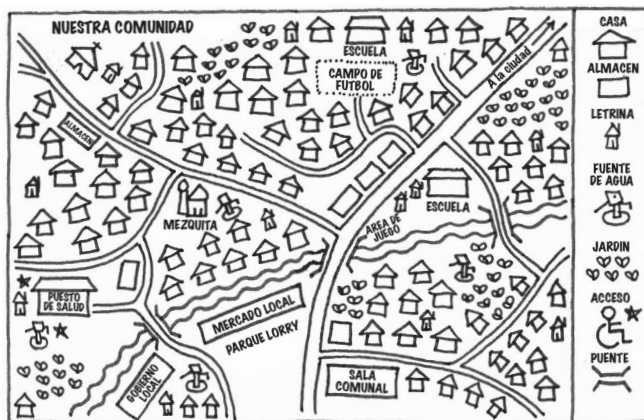 NUESTRA COMUNIDAD
ESCUELA
CAMPO DE
FUTBOL
A la ciudad
ALMACEN
MEZQUITA
ESCUELA
AREA DE
JUEGO
PUESTO
DE SALUD
MERCADO LOCAL
PARQUE LORRY
GOBIERNO
LOCAL
SALA
COMUNAL
CASA
ALMACEN
LETRINA
FUENTE
DE AGUA
JARDIN
ACCESO
PUENTE